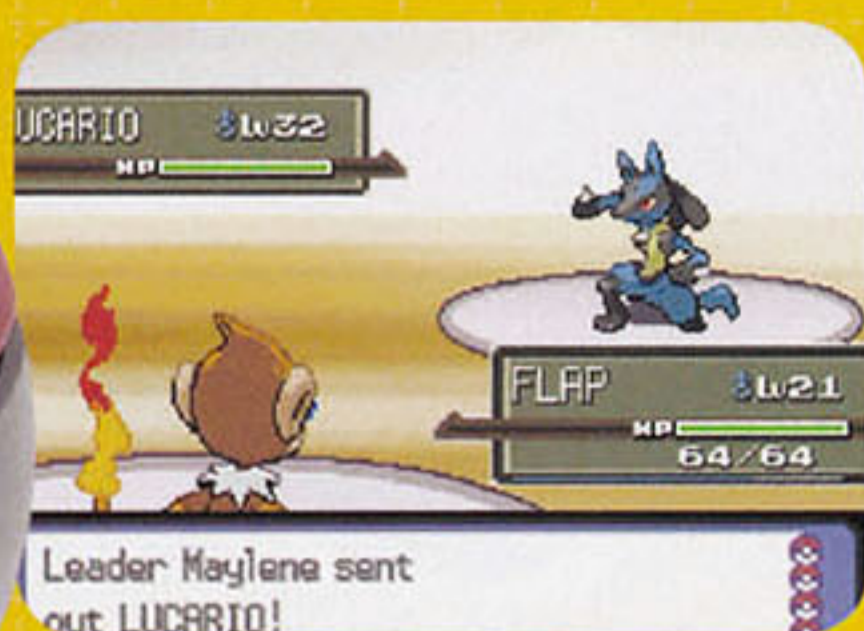 UCARIO ♂Lv32
HP
FLAP ♂Lv21
HP
64/64
Leader Maylene sent
out LUCARIO!